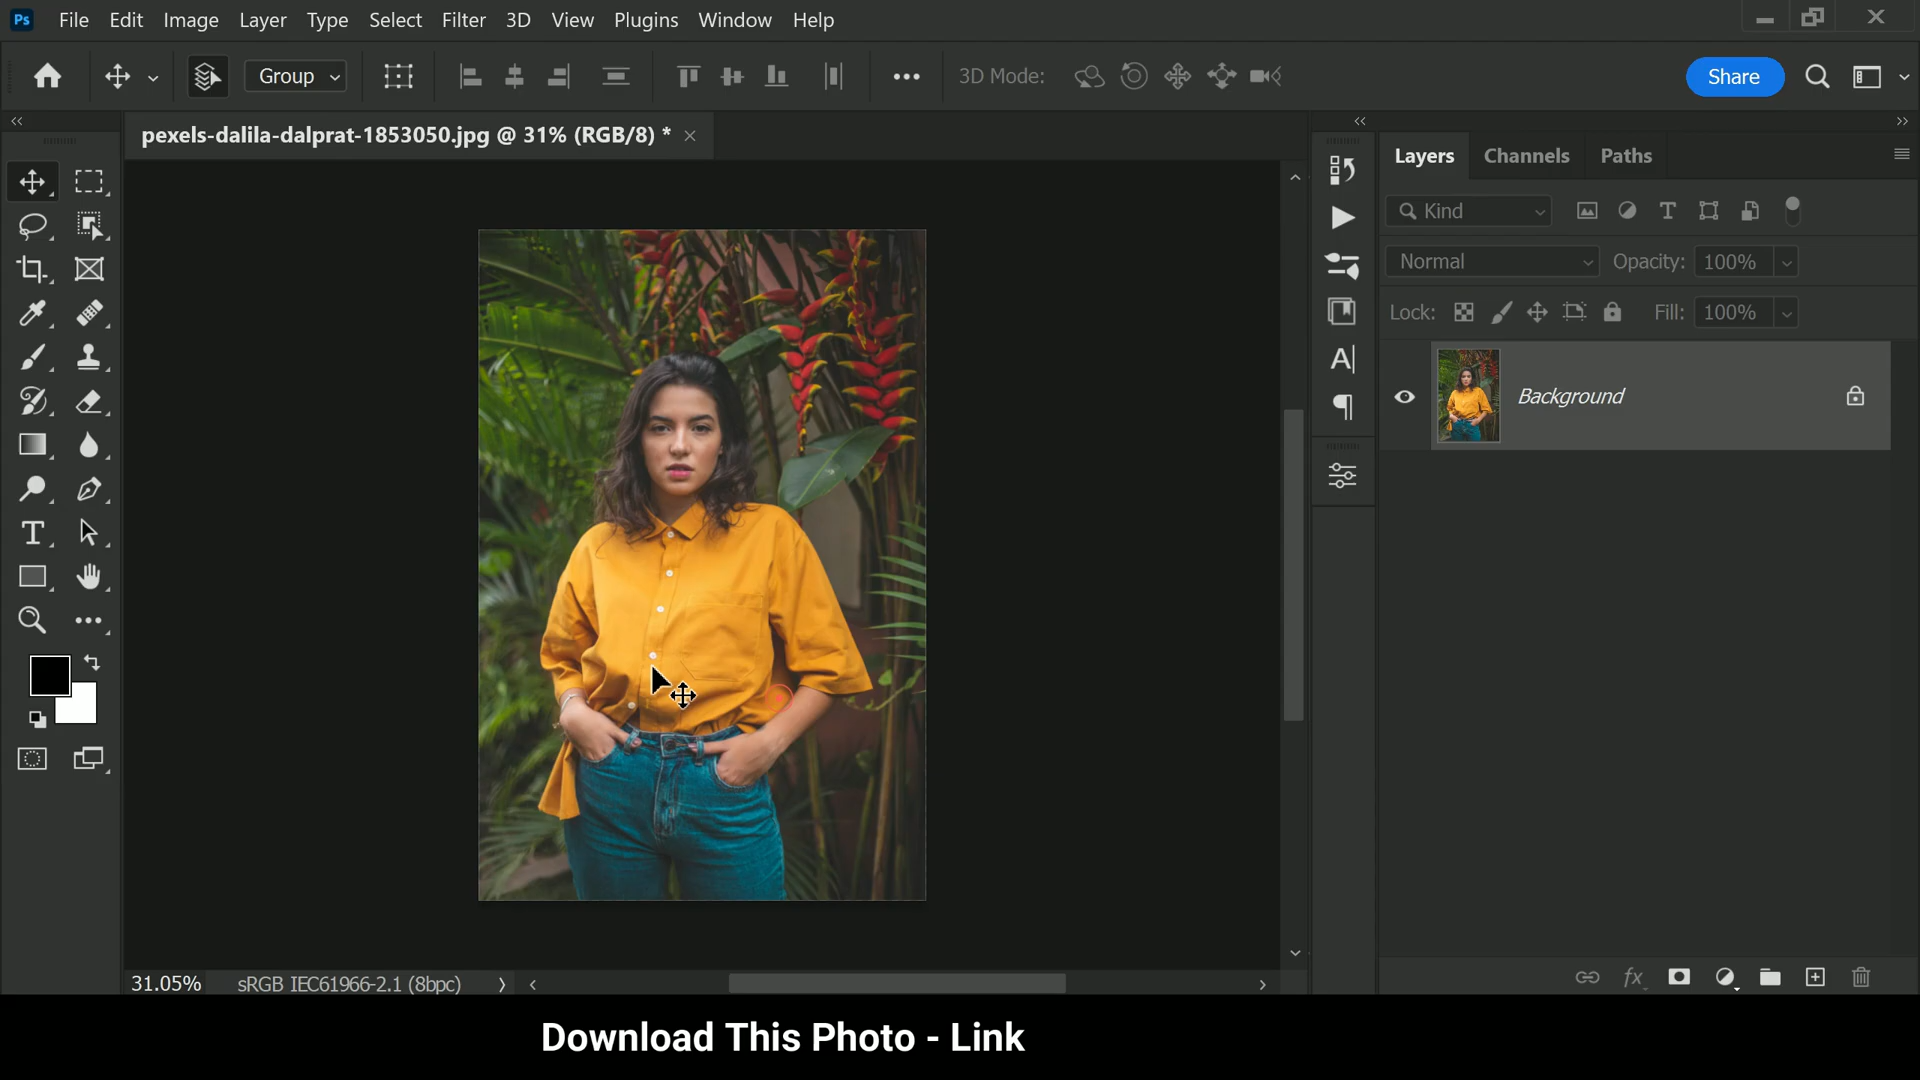 Ps File Edit Image Layer Type Select Filter 3D View Plugins Window Help
Group 3D Mode: Share
pexels-dalila-dalprat-1853050.jpg @ 31% (RGB/8) *
Layers Channels Paths
Kind
Normal Opacity: 100%
Lock: Fill: 100%
Background
31.05% sRGB IEC61966-2.1 (8bpc)
Download This Photo - Link